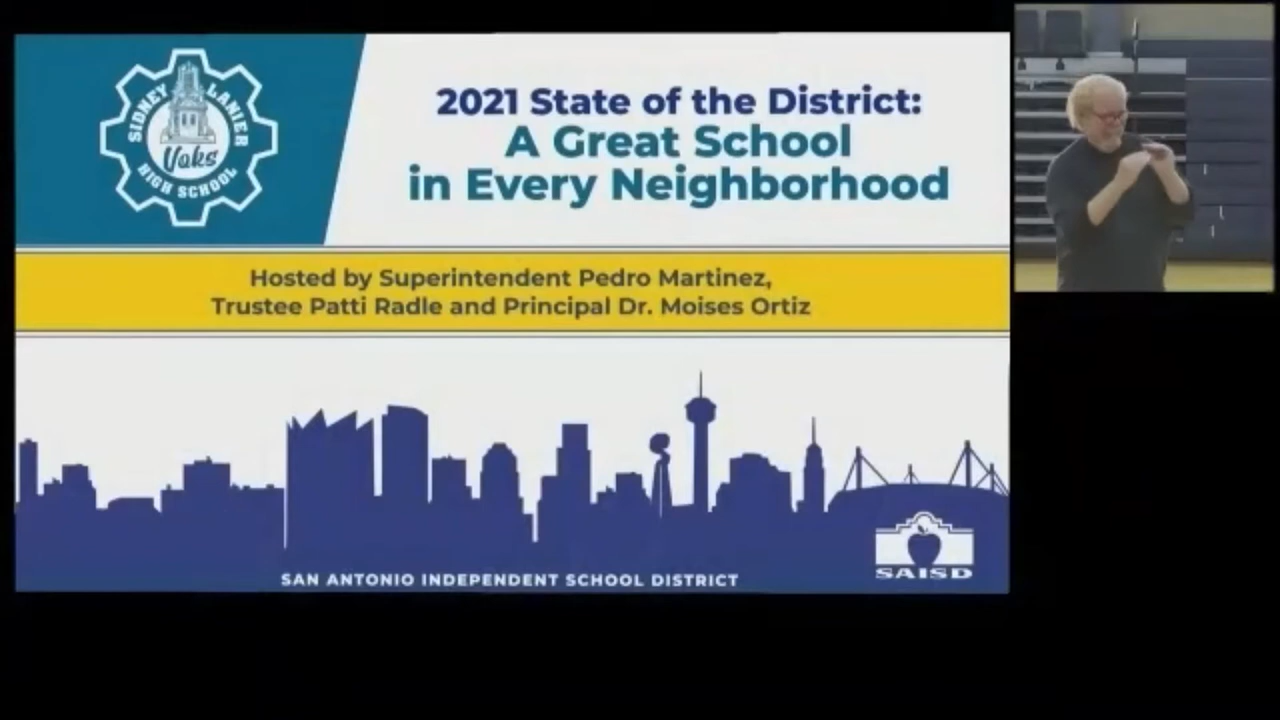 SIDNEY LANIER
Voks
HIGH SCHOOL
2021 State of the District:
A Great School
in Every Neighborhood
Hosted by Superintendent Pedro Martinez,
Trustee Patti Radle and Principal Dr. Moises Ortiz
SAN ANTONIO INDEPENDENT SCHOOL DISTRICT
SAISD